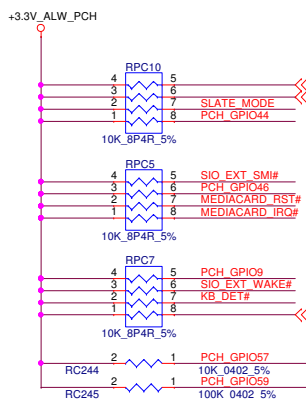 +3.3V_ALW_PCH
RPC10
4 5
3 6
2 7 SLATE_MODE
1 8 PCH_GPIO44
10K_8P4R_5%
RPC5
4 5 SIO_EXT_SMI#
3 6 PCH_GPIO46
2 7 MEDIACARD_RST#
1 8 MEDIACARD_IRQ#
10K_8P4R_5%
RPC7
4 5 PCH_GPIO9
3 6 SIO_EXT_WAKE#
2 7 KB_DET#
1 8
10K_8P4R_5%
2 1 PCH_GPIO57
RC244 10K_0402_5%
2 1 PCH_GPIO59
RC245 100K_0402_5%